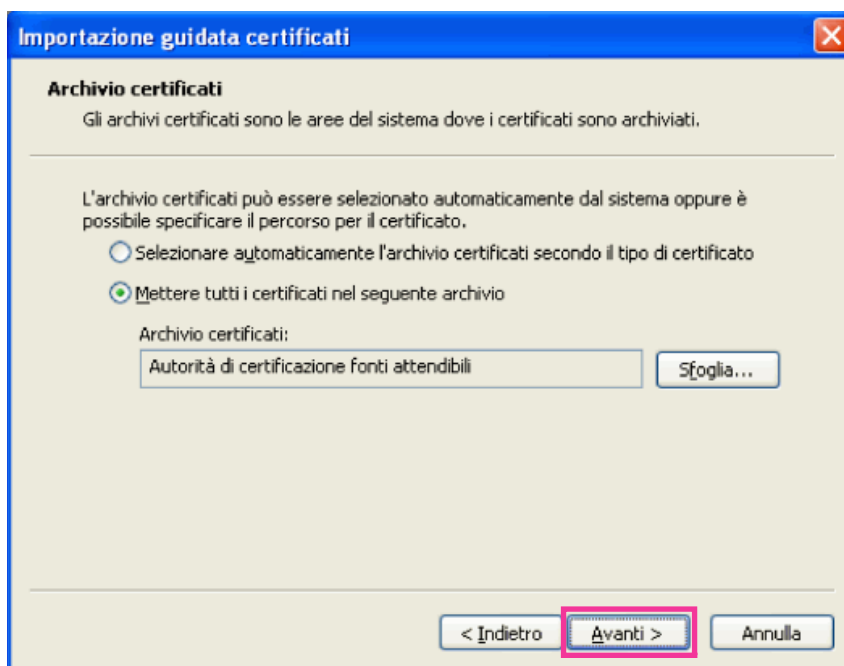 Importazione guidata certificati
Archivio certificati
Gli archivi certificati sono le aree del sistema dove i certificati sono archiviati.
L'archivio certificati può essere selezionato automaticamente dal sistema oppure è
possibile specificare il percorso per il certificato.
Selezionare automaticamente l'archivio certificati secondo il tipo di certificato
Mettere tutti i certificati nel seguente archivio
Archivio certificati:
Autorità di certificazione fonti attendibili
Sfoglia...
< Indietro
Avanti >
Annulla